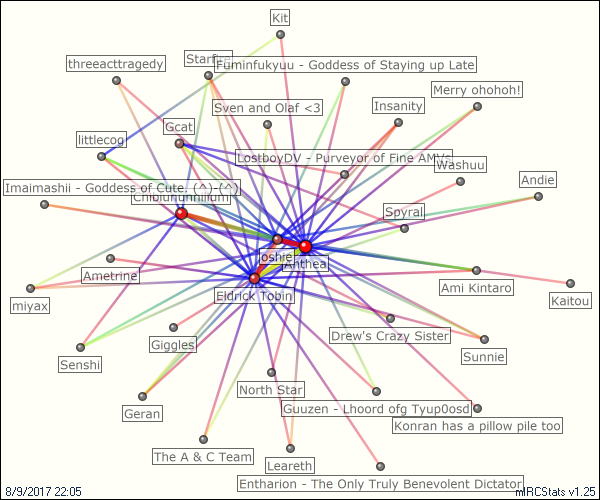 Kit
threeacttragedy
Fuminfukyuu - Goddess of Staying up Late
Merry ohohoh!
Sven and Olaf <3
Insanity
Gcat
littlecog
LostboyDV - Purveyor of Fine AMVs
Washuu
Andie
Imaimashii - Goddess of Cute. (^)-(^)
Spyral
Joshie
Anthea
Ametrine
Eldrick Tobin
Ami Kintaro
Kaitou
miyax
Giggles
Drew's Crazy Sister
Sunnie
Senshi
North Star
Geran
Guuzen - Lhoord ofg Tyup0osd
Konran has a pillow pile too
The A & C Team
Leareth
Entharion - The Only Truly Benevolent Dictator
8/9/2017 22:05
mIRCStats v1.25